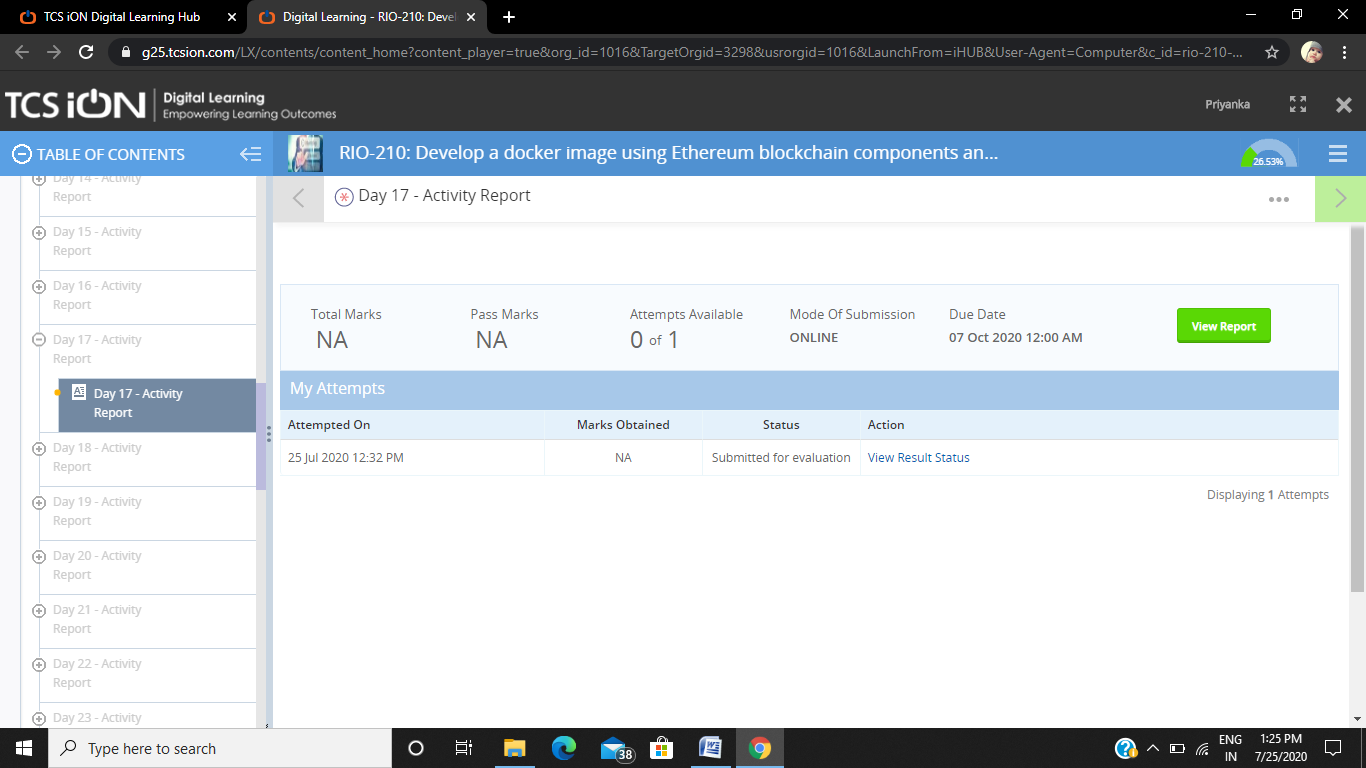 TCS iON Digital Learning Hub
Digital Learning - RIO-210: Devel
g25.tcsion.com/LX/contents/content_home?content_player=true&org_id=1016&TargetOrgid=3298&usrorgid=1016&LaunchFrom=iHUB&User-Agent=Computer&c_id=rio-210-...
TCS iON
Digital Learning
Empowering Learning Outcomes
Priyanka
TABLE OF CONTENTS
RIO-210: Develop a docker image using Ethereum blockchain components an...
26.53%
Day 14 - Activity
Report
Day 15 - Activity
Report
Day 16 - Activity
Report
Day 17 - Activity
Report
Day 17 - Activity
Report
Day 18 - Activity
Report
Day 19 - Activity
Report
Day 20 - Activity
Report
Day 21 - Activity
Report
Day 22 - Activity
Report
Day 23 - Activity
Day 17 - Activity Report
Total Marks Pass Marks Attempts Available Mode Of Submission Due Date
NA NA 0 of 1 ONLINE 07 Oct 2020 12:00 AM
View Report
My Attempts
Attempted On Marks Obtained Status Action
25 Jul 2020 12:32 PM NA Submitted for evaluation View Result Status
Displaying 1 Attempts
Type here to search
38
ENG
IN
1:25 PM
7/25/2020